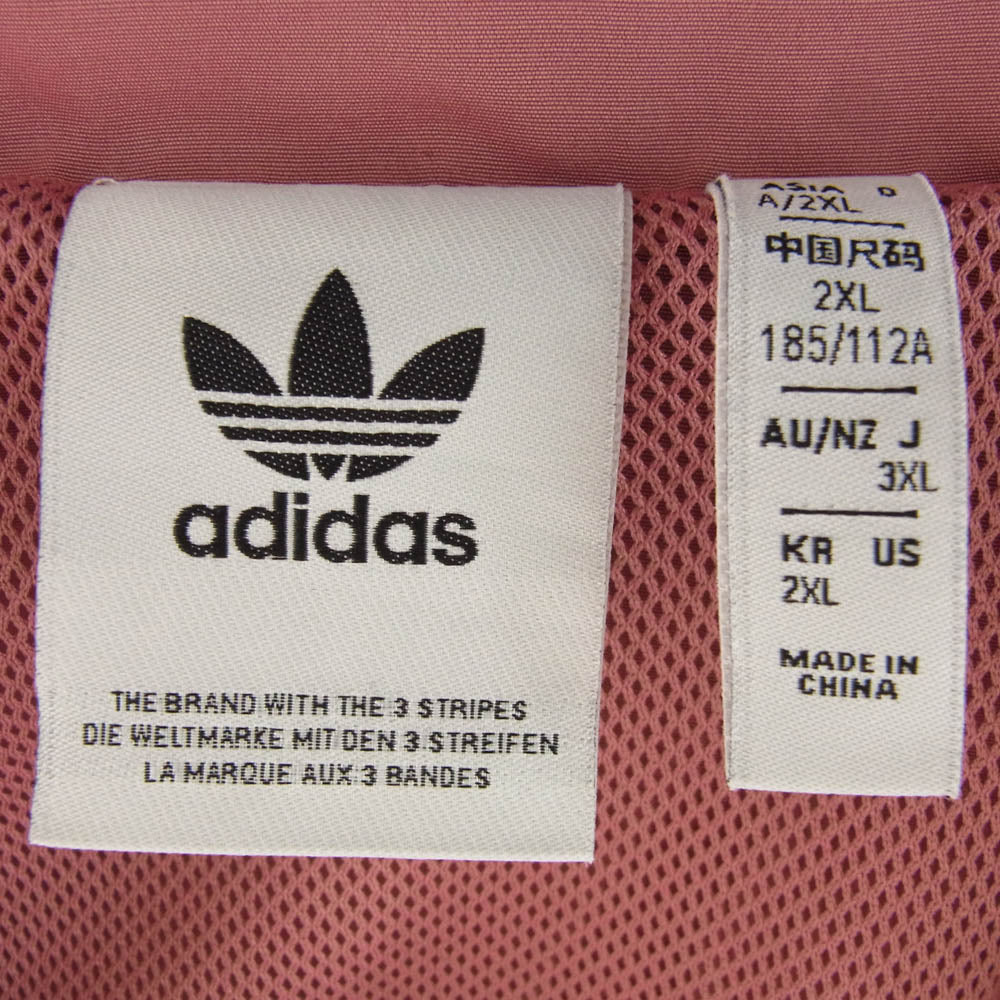 adidas
THE BRAND WITH THE 3 STRIPES
DIE WELTMARKE MIT DEN 3 STREIFEN
LA MARQUE AUX 3 BANDES
ASIA D
A/2XL
中国尺码
2XL
185/112A
AU/NZ J
3XL
KR US
2XL
MADE IN
CHINA